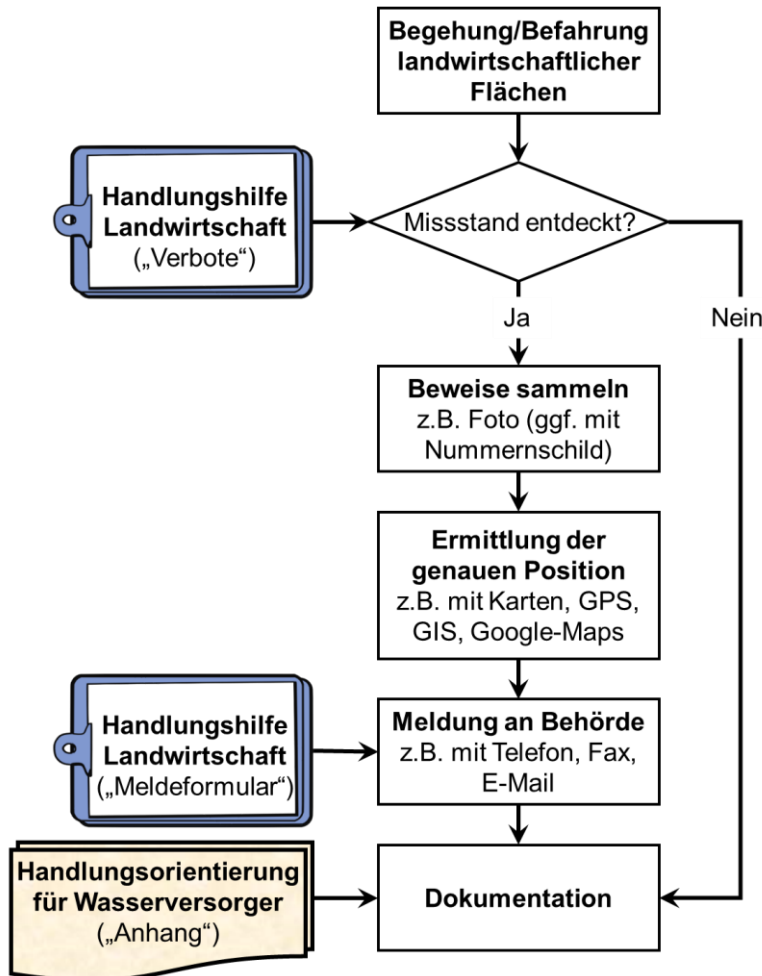 Begehung/Befahrung
landwirtschaftlicher
Flächen
Handlungshilfe
Landwirtschaft
(„Verbote“)
Missstand entdeckt?
Ja
Nein
Beweise sammeln
z.B. Foto (ggf. mit
Nummernschild)
Ermittlung der
genauen Position
z.B. mit Karten, GPS,
GIS, Google-Maps
Handlungshilfe
Landwirtschaft
(„Meldeformular“)
Meldung an Behörde
z.B. mit Telefon, Fax,
E-Mail
Handlungsorientierung
für Wasserversorger
(„Anhang“)
Dokumentation